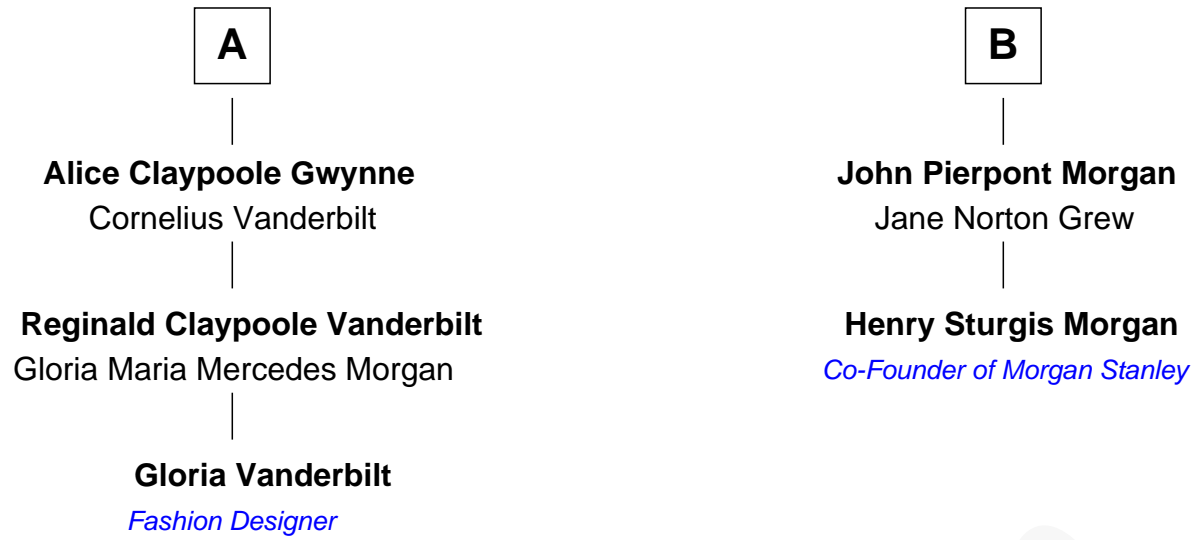 A
Alice Claypoole Gwynne
Cornelius Vanderbilt
Reginald Claypoole Vanderbilt
Gloria Maria Mercedes Morgan
Gloria Vanderbilt
Fashion Designer
B
John Pierpont Morgan
Jane Norton Grew
Henry Sturgis Morgan
Co-Founder of Morgan Stanley